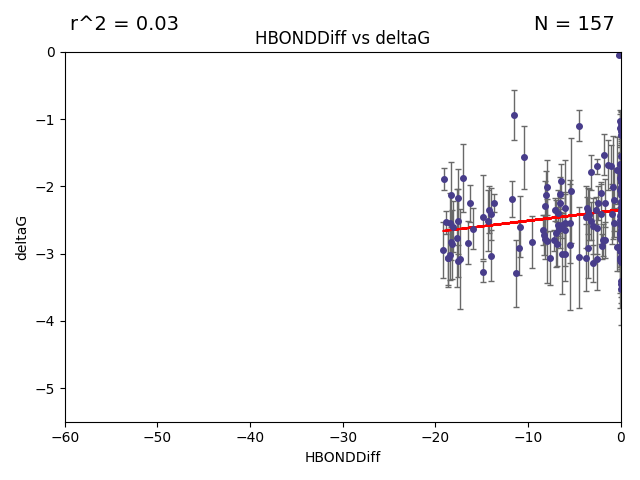 r^2 = 0.03
N = 157
HBONDDiff vs deltaG
0
−1
−2
−3
−4
−5
deltaG
−60 −50 −40 −30 −20 −10 0
HBONDDiff